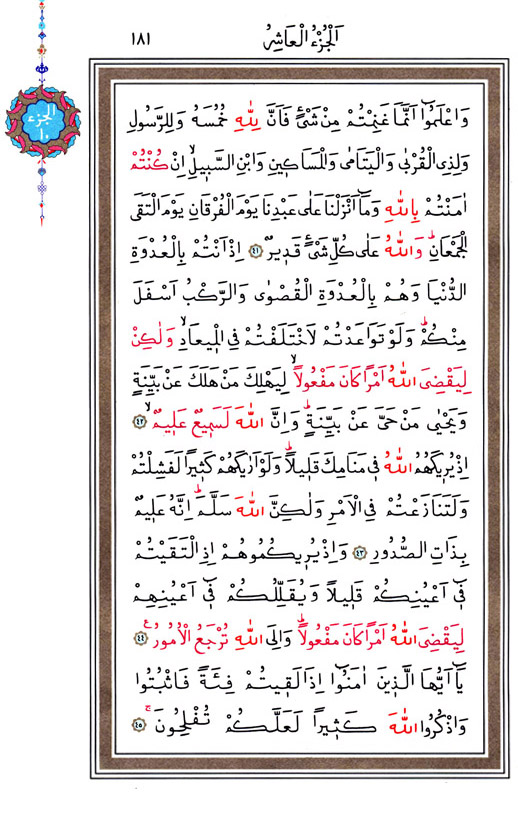 ١٨١
اَلْجُزْءُ الْعَاشِرُ
الجزء
١٠
وَاعْلَمُٓوا اَنَّمَا غَنِمْتُمْ مِنْ شَيْءٍ فَاَنَّ لِلّٰهِ خُمُسَهُ وَلِلرَّسُولِ
وَلِذِي الْقُرْبٰى وَالْيَتَامٰى وَالْمَسَاك۪ينِ وَابْنِ السَّب۪يلِۙ اِنْ كُنْتُمْ
اٰمَنْتُمْ بِاللّٰهِ وَمَٓا اَنْزَلْنَا عَلٰى عَبْدِنَا يَوْمَ الْفُرْقَانِ يَوْمَ الْتَقَى
الْجَمْعَانِۜ وَاللّٰهُ عَلٰى كُلِّ شَيْءٍ قَد۪يرٌ ﴿٤١﴾ اِذْ اَنْتُمْ بِالْعُدْوَةِ
الدُّنْيَا وَهُمْ بِالْعُدْوَةِ الْقُصْوٰى وَالرَّكْبُ اَسْفَلَ
مِنْكُمْۜ وَلَوْ تَوَاعَدْتُمْ لَاخْتَلَفْتُمْ فِي الْم۪يعَادِۙ وَلٰكِنْ
لِيَقْضِيَ اللّٰهُ اَمْرًا كَانَ مَفْعُولًاۙ لِيَهْلِكَ مَنْ هَلَكَ عَنْ بَيِّنَةٍ
وَيَحْيٰى مَنْ حَيَّ عَنْ بَيِّنَةٍۜ وَاِنَّ اللّٰهَ لَسَم۪يعٌ عَل۪يمٌۙ ﴿٤٢﴾
اِذْ يُر۪يكَهُمُ اللّٰهُ ف۪ي مَنَامِكَ قَل۪يلًاۜ وَلَوْ اَرٰيكَهُمْ كَث۪يرًا لَفَشِلْتُمْ
وَلَتَنَازَعْتُمْ فِي الْاَمْرِ وَلٰكِنَّ اللّٰهَ سَلَّمَۜ اِنَّهُ عَل۪يمٌ
بِذَاتِ الصُّدُورِ ﴿٤٣﴾ وَاِذْ يُر۪يكُمُوهُمْ اِذِ الْتَقَيْتُمْ
ف۪ٓي اَعْيُنِكُمْ قَل۪يلًا وَيُقَلِّلُكُمْ ف۪ٓي اَعْيُنِهِمْ
لِيَقْضِيَ اللّٰهُ اَمْرًا كَانَ مَفْعُولًاۜ وَاِلَى اللّٰهِ تُرْجَعُ الْاُمُورُ۟ ﴿٤٤﴾
يَٓا اَيُّهَا الَّذ۪ينَ اٰمَنُٓوا اِذَا لَق۪يتُمْ فِئَةً فَاثْبُتُوا
وَاذْكُرُوا اللّٰهَ كَث۪يرًا لَعَلَّكُمْ تُفْلِحُونَۚ ﴿٤٥﴾